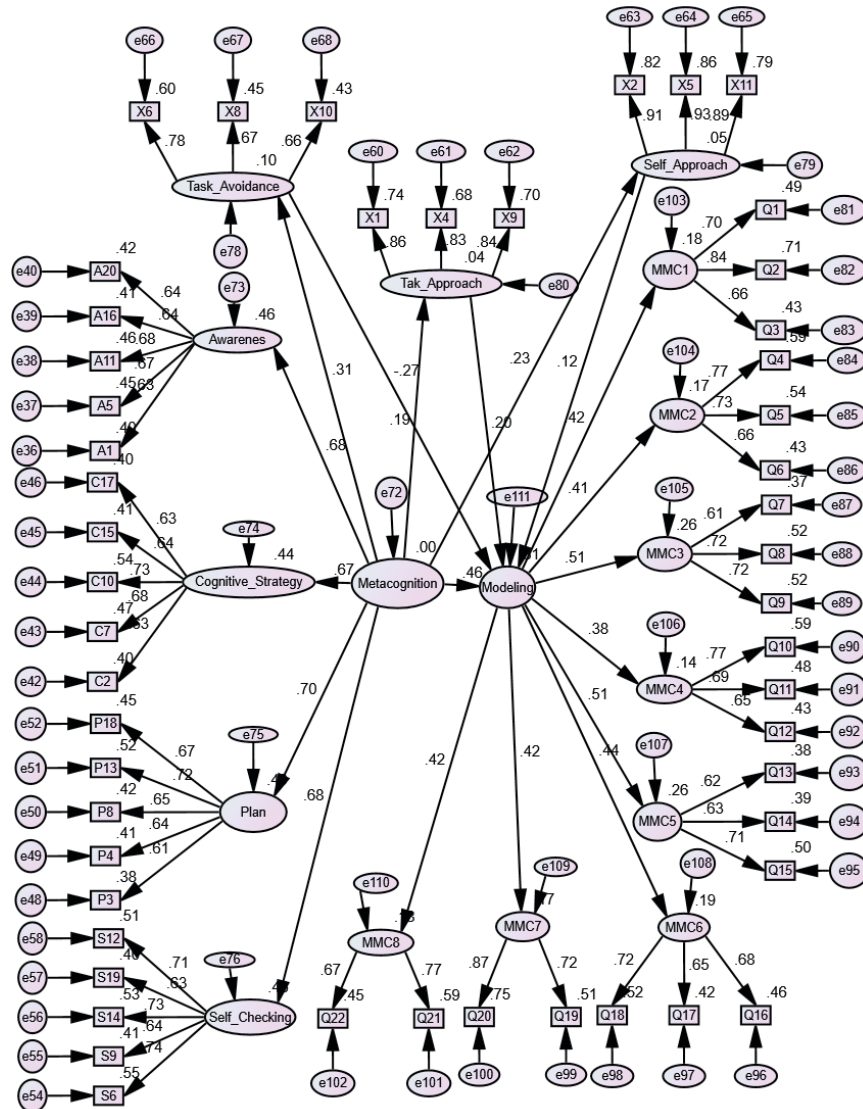 e66 e67 e68
.60 .45 .43
X6 X8 X10
.78 .67 .66
.10
Task_Avoidance
e78
e63 e64 e65
.82 .86 .79
X2 X5 X11
.91 .93 .89
.05
Self_Approach e79
e60 e61 e62
.74 .68 .70
X1 X4 X9
.86 .83 .84
.04
Tak_Approach e80
e73
.46
Awarenes
.42
e40 A20 .64
.41
e39 A16 .64
.46
e38 A11 .68
.45
e37 A5 .67
.40
e36 A1 .63
.40
e46 C17 .63
.41
e45 C15 .64
.54
e44 C10 .73
.47
e43 C7 .68
.40
e42 C2 .63
e74
.44
Cognitive_Strategy
.45
e52 P18 .67
.52
e51 P13 .72
.42
e50 P8 .65
.41
e49 P4 .64
.38
e48 P3 .61
e75
Plan
.51
e58 S12 .71
e57 S19 .63
.53
e56 S14 .73
.41
e55 S9 .64
.55
e54 S6 .74
e76
Self_Checking
.31 -.27 .19 .20 .23 .12 .42
.68 .67 .70 .68
e72
.00
Metacognition
.46
e111
Modeling
.41 .51 .38 .51 .44 .42 .42
e103
.18
MMC1
.49
.70 Q1 e81
.71
.84 Q2 e82
.43
.66 Q3 e83
e104
.17
MMC2
.59
.77 Q4 e84
.54
.73 Q5 e85
.43
.66 Q6 e86
e105
.26
MMC3
.37
.61 Q7 e87
.52
.72 Q8 e88
.52
.72 Q9 e89
e106
.14
MMC4
.59
.77 Q10 e90
.48
.69 Q11 e91
.43
.65 Q12 e92
e107
.26
MMC5
.38
.62 Q13 e93
.39
.63 Q14 e94
.50
.71 Q15 e95
e108
.19
MMC6
.72 .65 .68
.52 .42 .46
Q18 Q17 Q16
e98 e97 e96
e109
MMC7
.87 .72
.75 .51
Q20 Q19
e100 e99
e110
MMC8
.67 .77
.45 .59
Q22 Q21
e102 e101